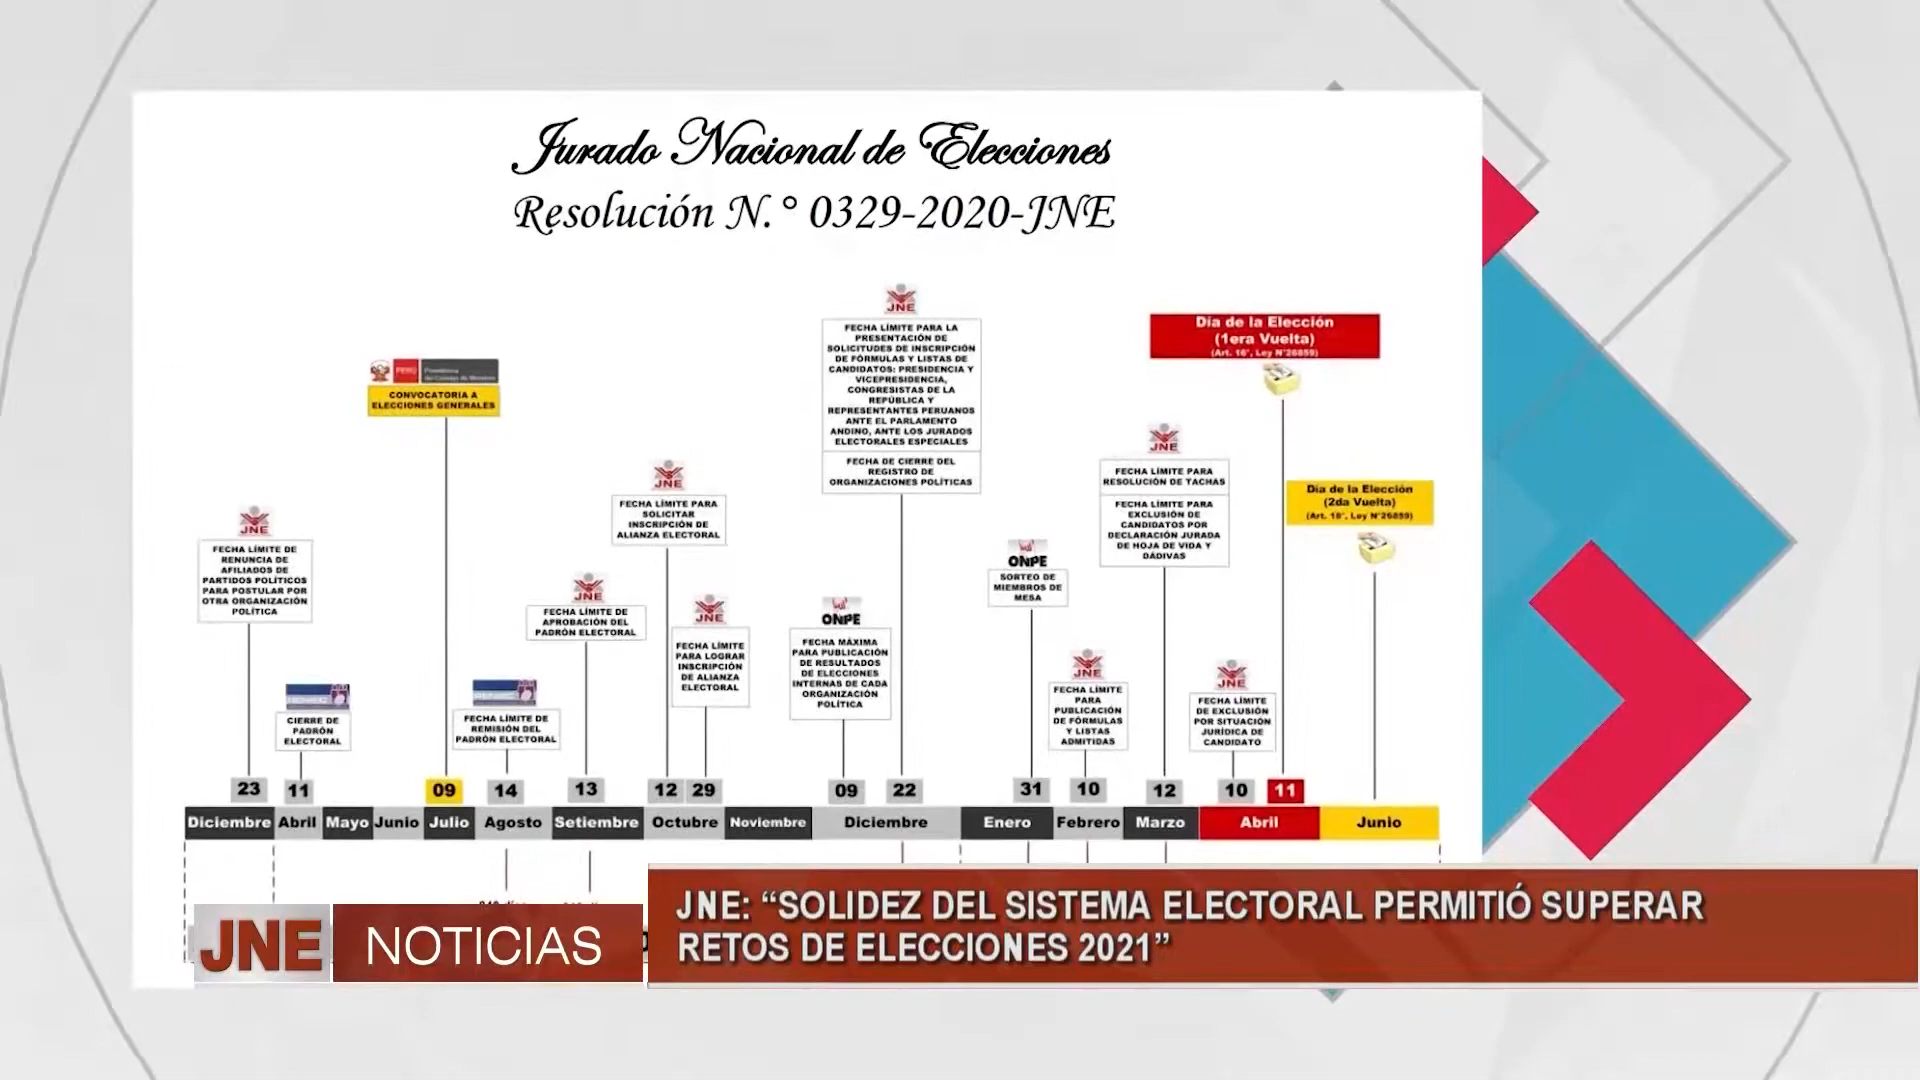 Jurado Nacional de Elecciones
Resolución N.° 0329-2020-JNE
JNE
FECHA LÍMITE DE
RENUNCIA DE
AFILIADOS DE
PARTIDOS POLÍTICOS
PARA POSTULAR POR
OTRA ORGANIZACIÓN
POLÍTICA
CIERRE DE
PADRÓN
ELECTORAL
PERÚ
CONVOCATORIA A
ELECCIONES GENERALES
FECHA LÍMITE DE
REMISIÓN DEL
PADRÓN ELECTORAL
JNE
FECHA LÍMITE DE
APROBACIÓN DEL
PADRÓN ELECTORAL
JNE
FECHA LÍMITE PARA
SOLICITAR
INSCRIPCIÓN DE
ALIANZA ELECTORAL
JNE
FECHA LÍMITE
PARA LOGRAR
INSCRIPCIÓN
DE ALIANZA
ELECTORAL
ONPE
FECHA MÁXIMA
PARA PUBLICACIÓN
DE RESULTADOS
DE ELECCIONES
INTERNAS DE CADA
ORGANIZACIÓN
POLÍTICA
JNE
FECHA LÍMITE PARA LA
PRESENTACIÓN DE
SOLICITUDES DE INSCRIPCIÓN
DE FÓRMULAS Y LISTAS DE
CANDIDATOS: PRESIDENCIA Y
VICEPRESIDENCIA,
CONGRESISTAS DE LA
REPÚBLICA Y
REPRESENTANTES PERUANOS
ANTE EL PARLAMENTO
ANDINO, ANTE LOS JURADOS
ELECTORALES ESPECIALES
FECHA DE CIERRE DEL
REGISTRO DE
ORGANIZACIONES POLÍTICAS
ONPE
SORTEO DE
MIEMBROS DE
MESA
JNE
FECHA LÍMITE
PARA
PUBLICACIÓN
DE FÓRMULAS
Y LISTAS
ADMITIDAS
JNE
FECHA LÍMITE PARA
RESOLUCIÓN DE TACHAS
FECHA LÍMITE PARA
EXCLUSIÓN DE
CANDIDATOS POR
DECLARACIÓN JURADA
DE HOJA DE VIDA Y
DÁDIVAS
JNE
FECHA LÍMITE
DE EXCLUSIÓN
POR SITUACIÓN
JURÍDICA DE
CANDIDATO
Día de la Elección
(1era Vuelta)
(Art. 16°, Ley N°26859)
Día de la Elección
(2da Vuelta)
(Art. 18°, Ley N°26859)
23 11 09 14 13 12 29 09 22 31 10 12 10 11
Diciembre Abril Mayo Junio Julio Agosto Setiembre Octubre Noviembre Diciembre Enero Febrero Marzo Abril Junio
JNE NOTICIAS
JNE: “SOLIDEZ DEL SISTEMA ELECTORAL PERMITIÓ SUPERAR
RETOS DE ELECCIONES 2021”